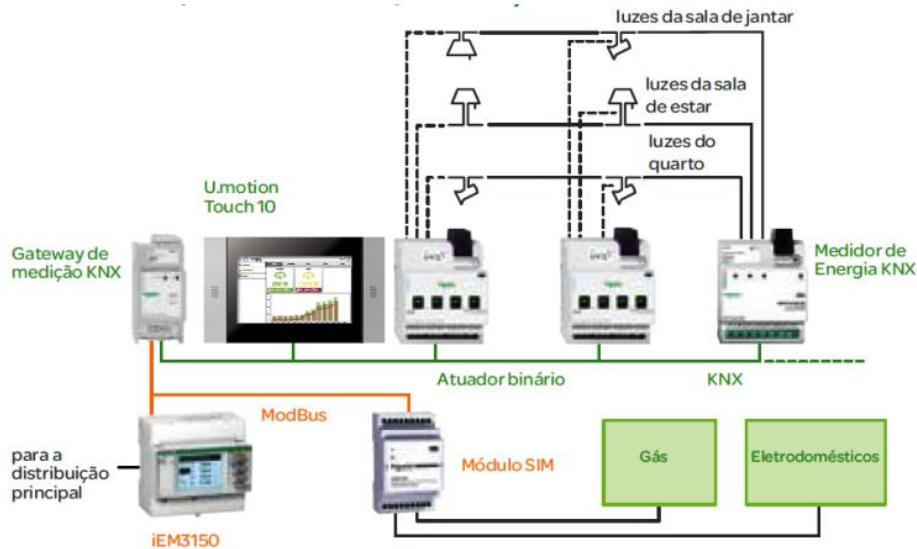 luzes da sala de jantar
luzes da sala
de estar
luzes do
quarto
U.motion
Touch 10
Gateway de
medição KNX
Medidor de
Energia KNX
Atuador binário
KNX
ModBus
para a
distribuição
principal
Módulo SIM
Gás
Eletrodomésticos
iEM3150